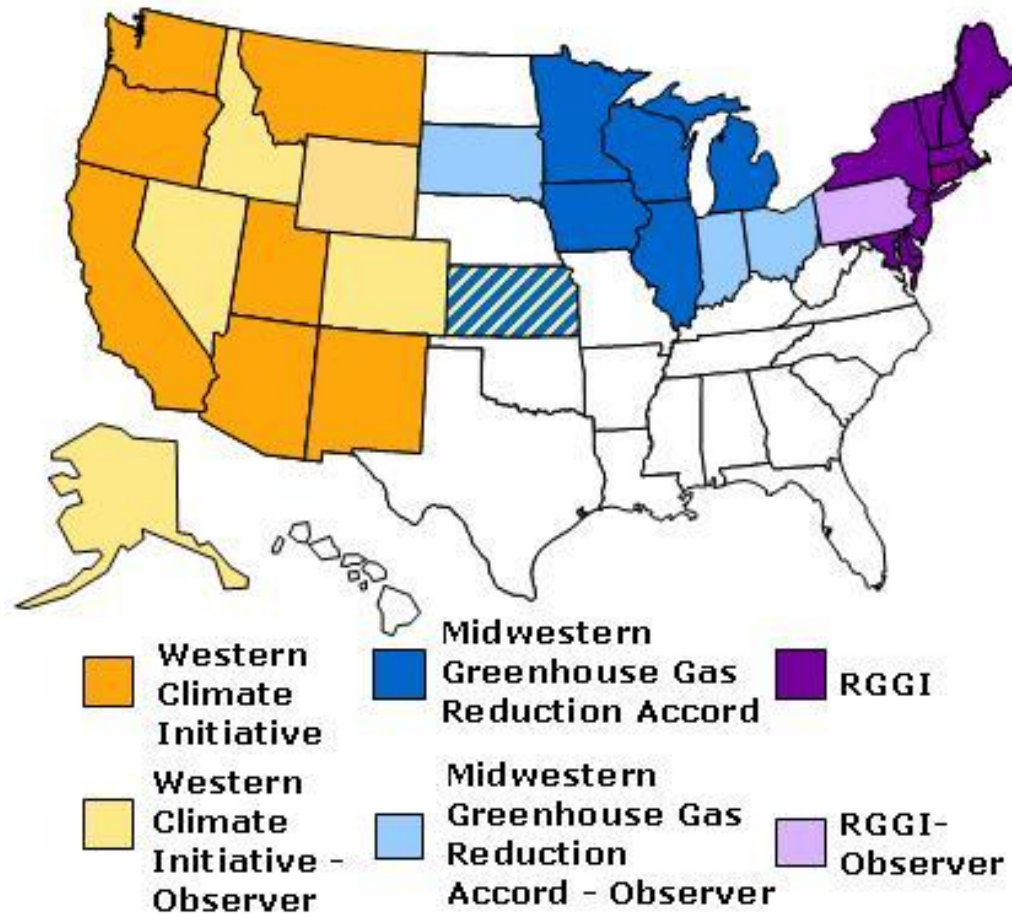 Western
Climate
Initiative
Midwestern
Greenhouse Gas
Reduction Accord
RGGI
Western
Climate
Initiative -
Observer
Midwestern
Greenhouse Gas
Reduction
Accord - Observer
RGGI-
Observer